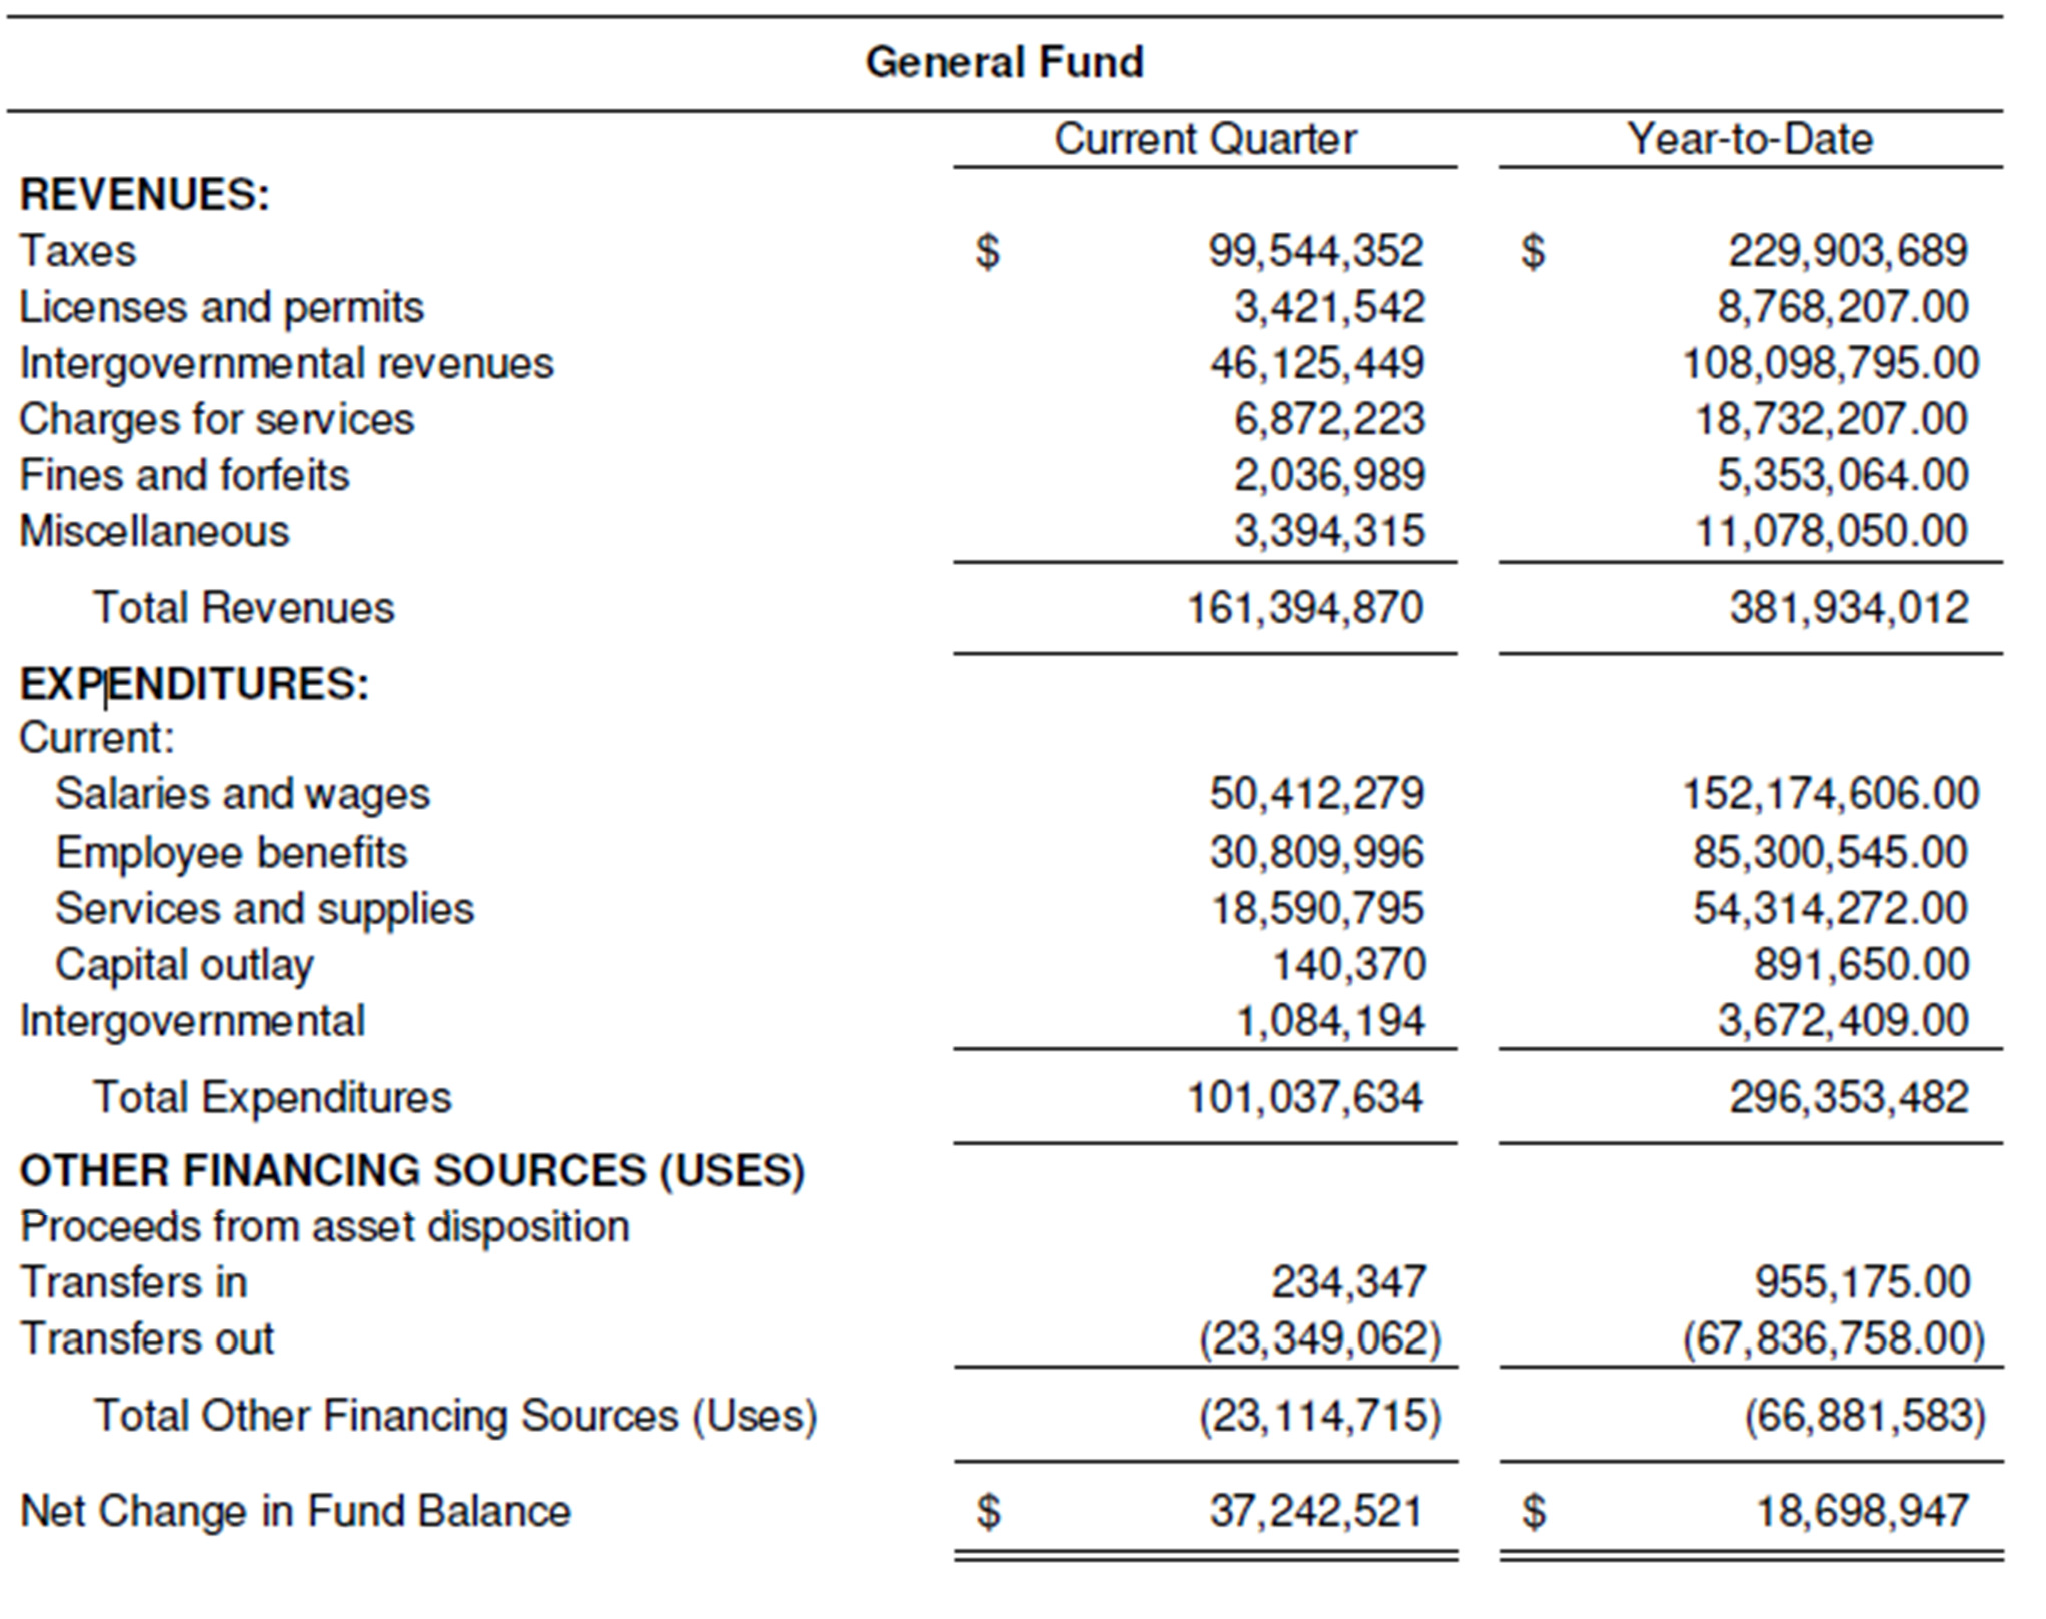 General Fund
Current Quarter Year-to-Date
REVENUES:
Taxes $ 99,544,352 $ 229,903,689
Licenses and permits 3,421,542 8,768,207.00
Intergovernmental revenues 46,125,449 108,098,795.00
Charges for services 6,872,223 18,732,207.00
Fines and forfeits 2,036,989 5,353,064.00
Miscellaneous 3,394,315 11,078,050.00
Total Revenues 161,394,870 381,934,012
EXPENDITURES:
Current:
Salaries and wages 50,412,279 152,174,606.00
Employee benefits 30,809,996 85,300,545.00
Services and supplies 18,590,795 54,314,272.00
Capital outlay 140,370 891,650.00
Intergovernmental 1,084,194 3,672,409.00
Total Expenditures 101,037,634 296,353,482
OTHER FINANCING SOURCES (USES)
Proceeds from asset disposition
Transfers in 234,347 955,175.00
Transfers out (23,349,062) (67,836,758.00)
Total Other Financing Sources (Uses) (23,114,715) (66,881,583)
Net Change in Fund Balance $ 37,242,521 $ 18,698,947